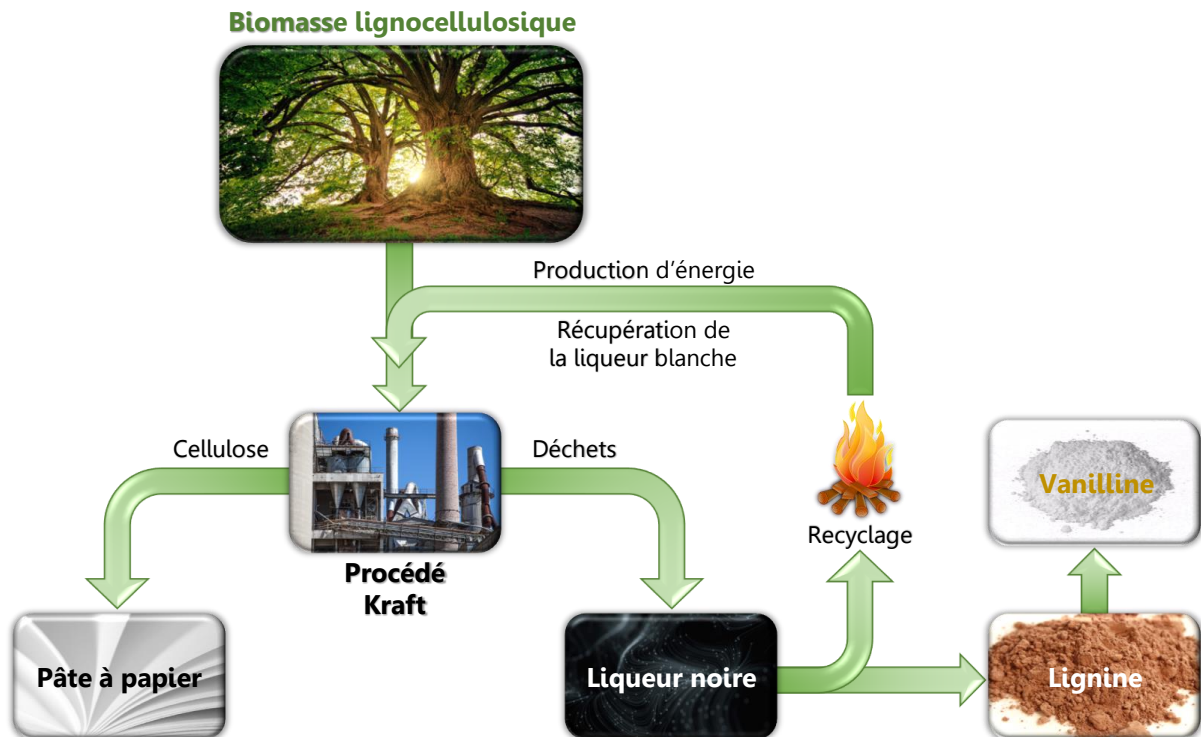 Biomasse lignocellulosique
Production d'énergie
Récupération de
la liqueur blanche
Cellulose
Déchets
Recyclage
Vanilline
Procédé
Kraft
Pâte à papier
Liqueur noire
Lignine